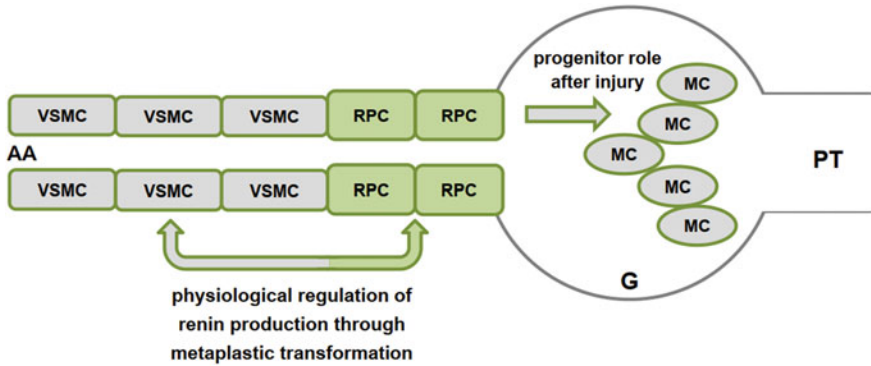 progenitor role
after injury
VSMC VSMC VSMC RPC RPC MC
MC
AA MC PT
VSMC VSMC VSMC RPC RPC MC
MC
G
physiological regulation of
renin production through
metaplastic transformation